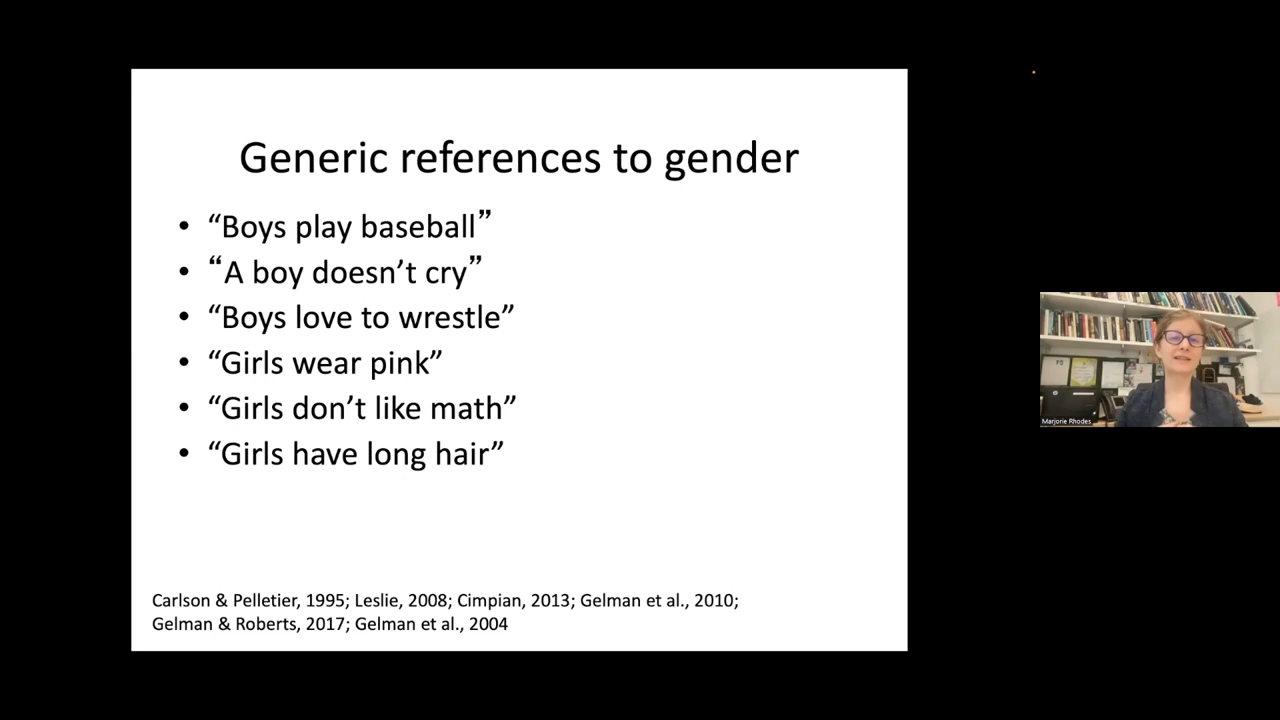 Generic references to gender
• “Boys play baseball”
• “A boy doesn’t cry”
• “Boys love to wrestle”
• “Girls wear pink”
• “Girls don’t like math”
• “Girls have long hair”
Carlson & Pelletier, 1995; Leslie, 2008; Cimpian, 2013; Gelman et al., 2010;
Gelman & Roberts, 2017; Gelman et al., 2004
Marjorie Rhodes